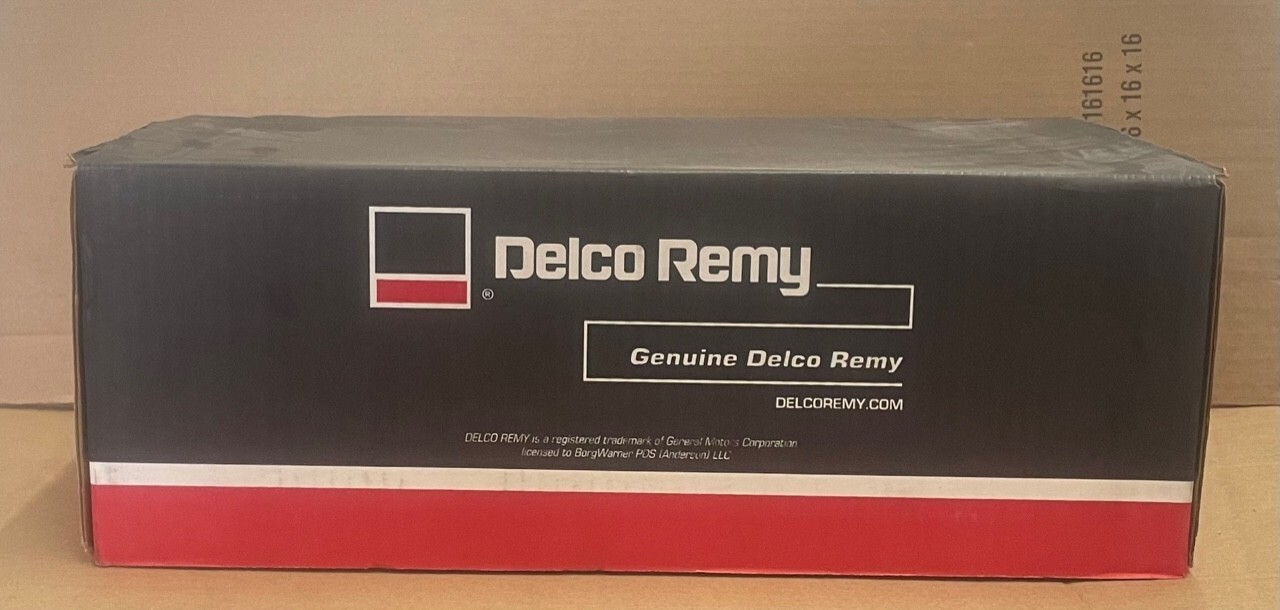 161616
6 x 16 x 16
Delco Remy
®
Genuine Delco Remy
DELCOREMY.COM
DELCO REMY is a registered trademark of General Motors Corporation
licensed to BorgWarner PDS (Anderson) LLC